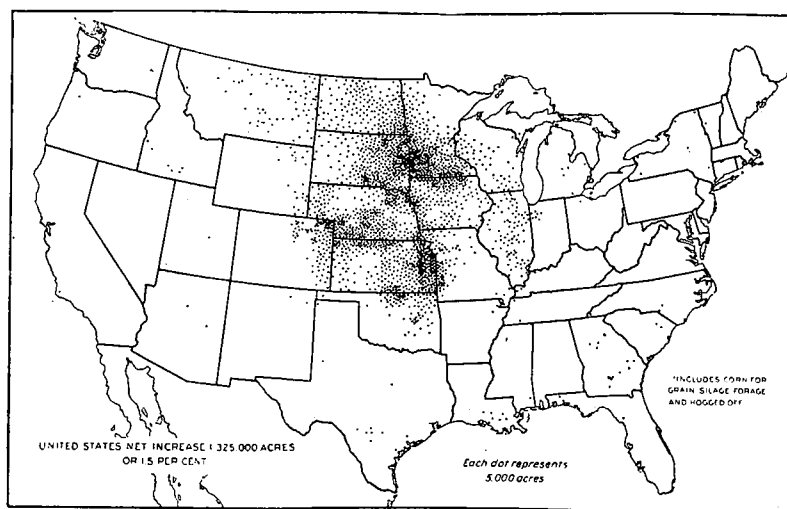 *INCLUDES CORN FOR
GRAIN SILAGE FORAGE
AND HOGGED OFF
UNITED STATES NET INCREASE 1,325,000 ACRES
OR 1.5 PER CENT
Each dot represents
5,000 acres